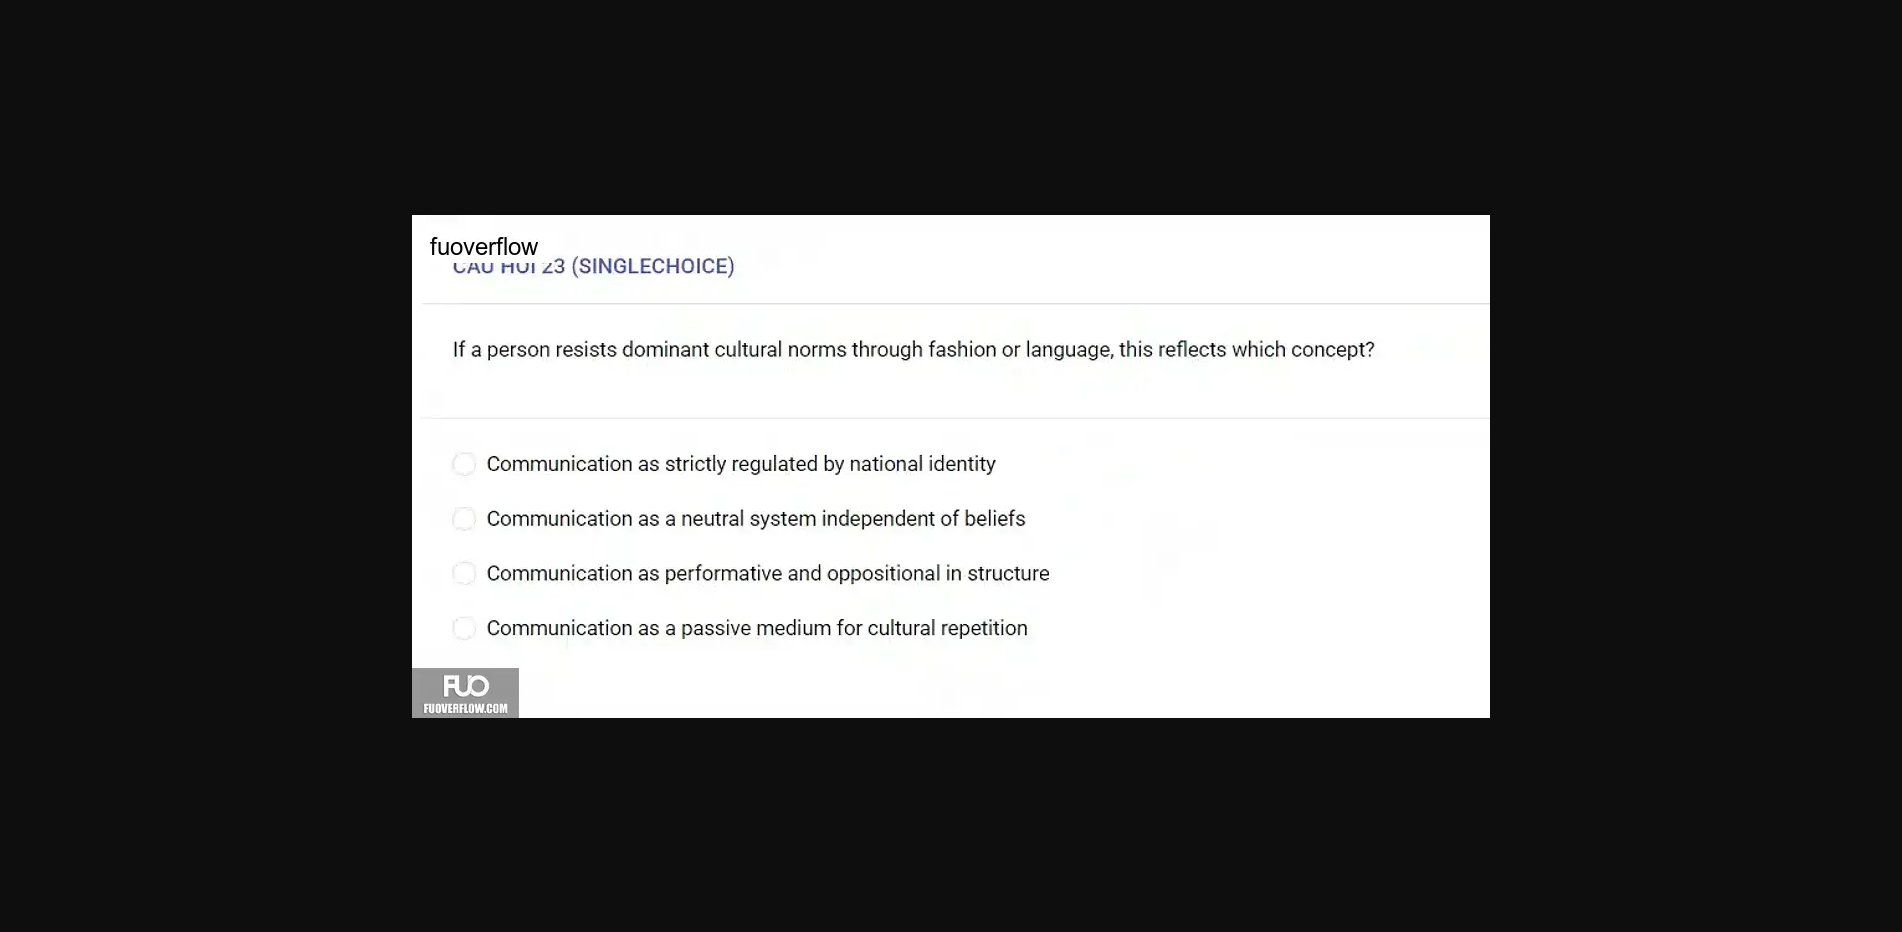 fuoverflow
CÂU HỎI 23 (SINGLECHOICE)
If a person resists dominant cultural norms through fashion or language, this reflects which concept?
Communication as strictly regulated by national identity
Communication as a neutral system independent of beliefs
Communication as performative and oppositional in structure
Communication as a passive medium for cultural repetition
FUO
FUOVERFLOW.COM